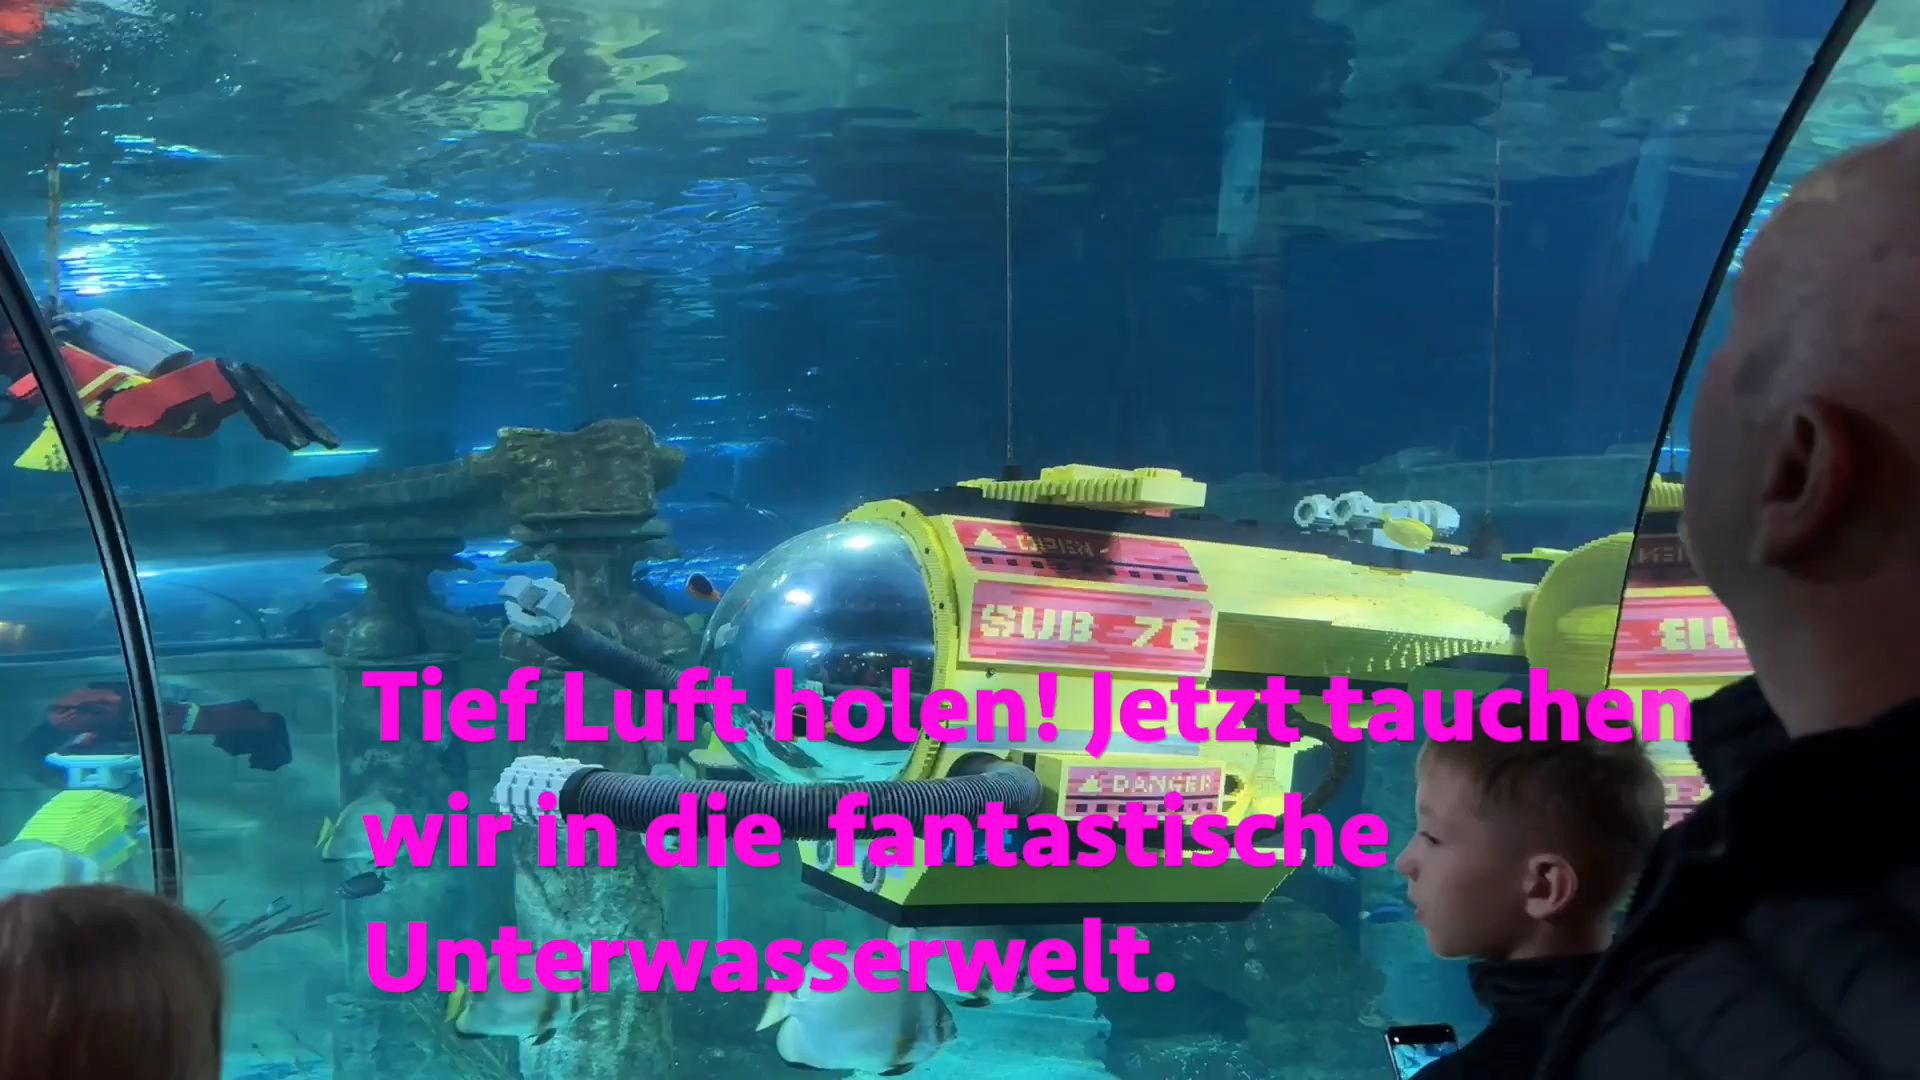 OPEN
SUB 76
DANGER
Tief Luft holen! Jetzt tauchen
wir in die fantastische
Unterwasserwelt.